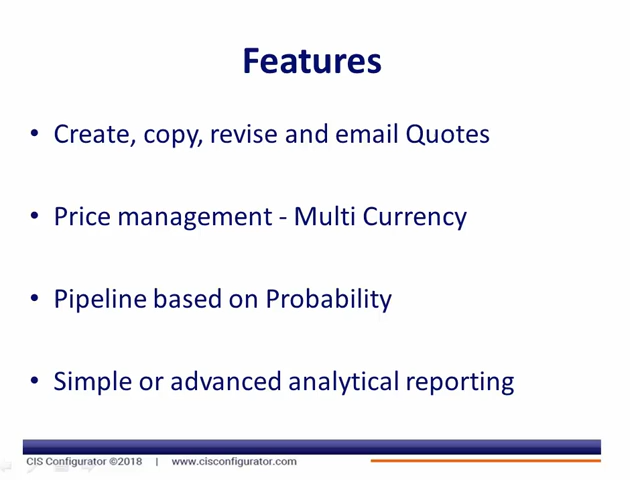 Features
• Create, copy, revise and email Quotes
• Price management - Multi Currency
• Pipeline based on Probability
• Simple or advanced analytical reporting
CIS Configurator ©2018 | www.cisconfigurator.com